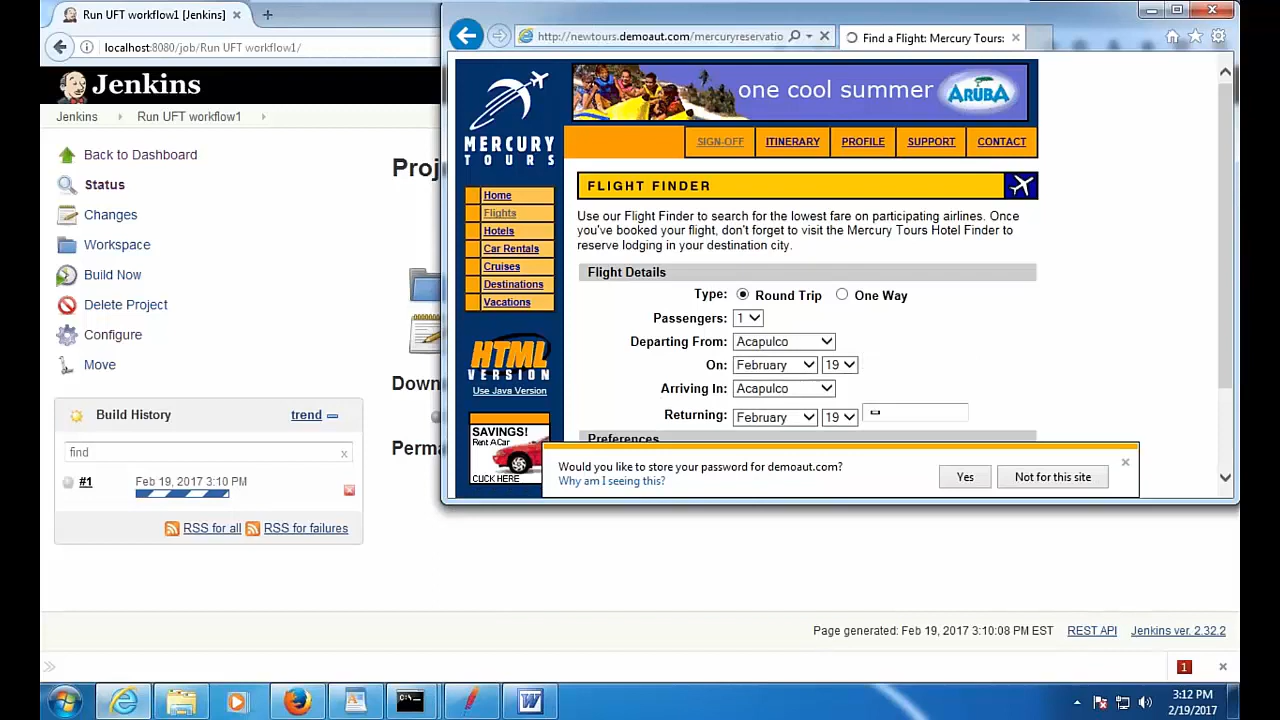 Run UFT workflow1 [Jenkins] × +
localhost:8080/job/Run UFT workflow1/
Jenkins
Jenkins
Run UFT workflow1
Back to Dashboard
Status
Changes
Workspace
Build Now
Delete Project
Configure
Move
Build History
trend
find
x
#1
Feb 19, 2017 3:10 PM
RSS for all
RSS for failures
Proj
Down
Perma
http://newtours.demoaut.com/mercuryreservatio
Find a Flight: Mercury Tours: ×
MERCURY
TOURS
one cool summer
ARUBA
SIGN-OFF
ITINERARY
PROFILE
SUPPORT
CONTACT
Home
Flights
Hotels
Car Rentals
Cruises
Destinations
Vacations
HTML
VERSION
Use Java Version
SAVINGS!
Rent A Car
CLICK HERE
FLIGHT FINDER
Use our Flight Finder to search for the lowest fare on participating airlines. Once
you've booked your flight, don't forget to visit the Mercury Tours Hotel Finder to
reserve lodging in your destination city.
Flight Details
Type: Round Trip One Way
Passengers: 1
Departing From: Acapulco
On: February 19
Arriving In: Acapulco
Returning: February 19
Preferences
Would you like to store your password for demoaut.com?
Why am I seeing this?
Yes
Not for this site
Page generated: Feb 19, 2017 3:10:08 PM EST
REST API
Jenkins ver. 2.32.2
1
3:12 PM
2/19/2017